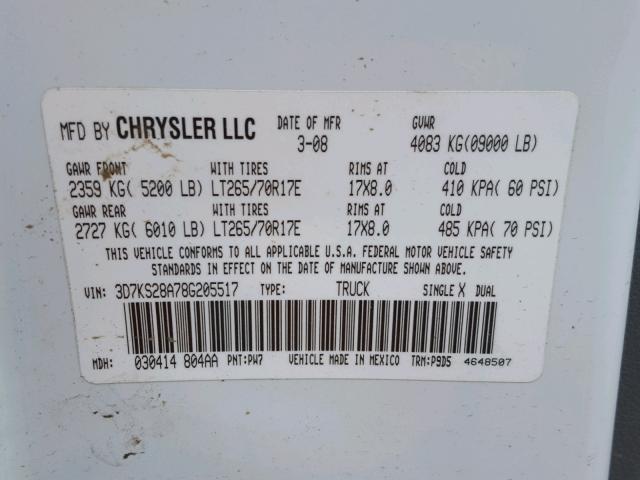 MFD BY CHRYSLER LLC DATE OF MFR GVWR
3-08 4083 KG(09000 LB)
GAWR FRONT WITH TIRES RIMS AT COLD
2359 KG( 5200 LB) LT265/70R17E 17X8.0 410 KPA( 60 PSI)
GAWR REAR WITH TIRES RIMS AT COLD
2727 KG( 6010 LB) LT265/70R17E 17X8.0 485 KPA( 70 PSI)
THIS VEHICLE CONFORMS TO ALL APPLICABLE U.S.A. FEDERAL MOTOR VEHICLE SAFETY
STANDARDS IN EFFECT ON THE DATE OF MANUFACTURE SHOWN ABOVE.
VIN: 3D7KS28A78G205517 TYPE: TRUCK SINGLE X DUAL
MDH: 030414 804AA PNT:PW7 VEHICLE MADE IN MEXICO TRM:P9D5 4648507